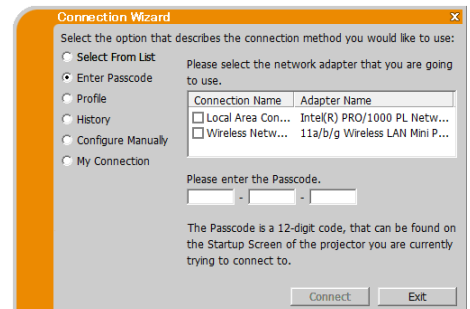 Connection Wizard
x
Select the option that describes the connection method you would like to use:
Select From List
Enter Passcode
Profile
History
Configure Manually
My Connection
Please select the network adapter that you are going
to use.
Connection Name Adapter Name
Local Area Con... Intel(R) PRO/1000 PL Netw...
Wireless Netw... 11a/b/g Wireless LAN Mini P...
Please enter the Passcode.
- -
The Passcode is a 12-digit code, that can be found on
the Startup Screen of the projector you are currently
trying to connect to.
Connect Exit